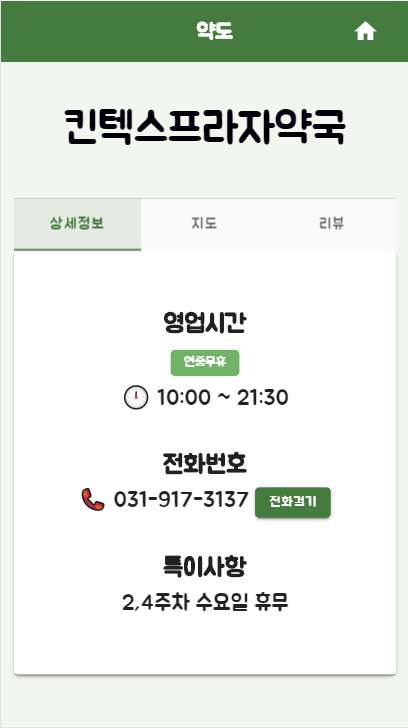 약도
킨텍스프라자약국
상세정보 지도 리뷰
영업시간
연중무휴
10:00 ~ 21:30
전화번호
031-917-3137 전화걸기
특이사항
2,4주차 수요일 휴무